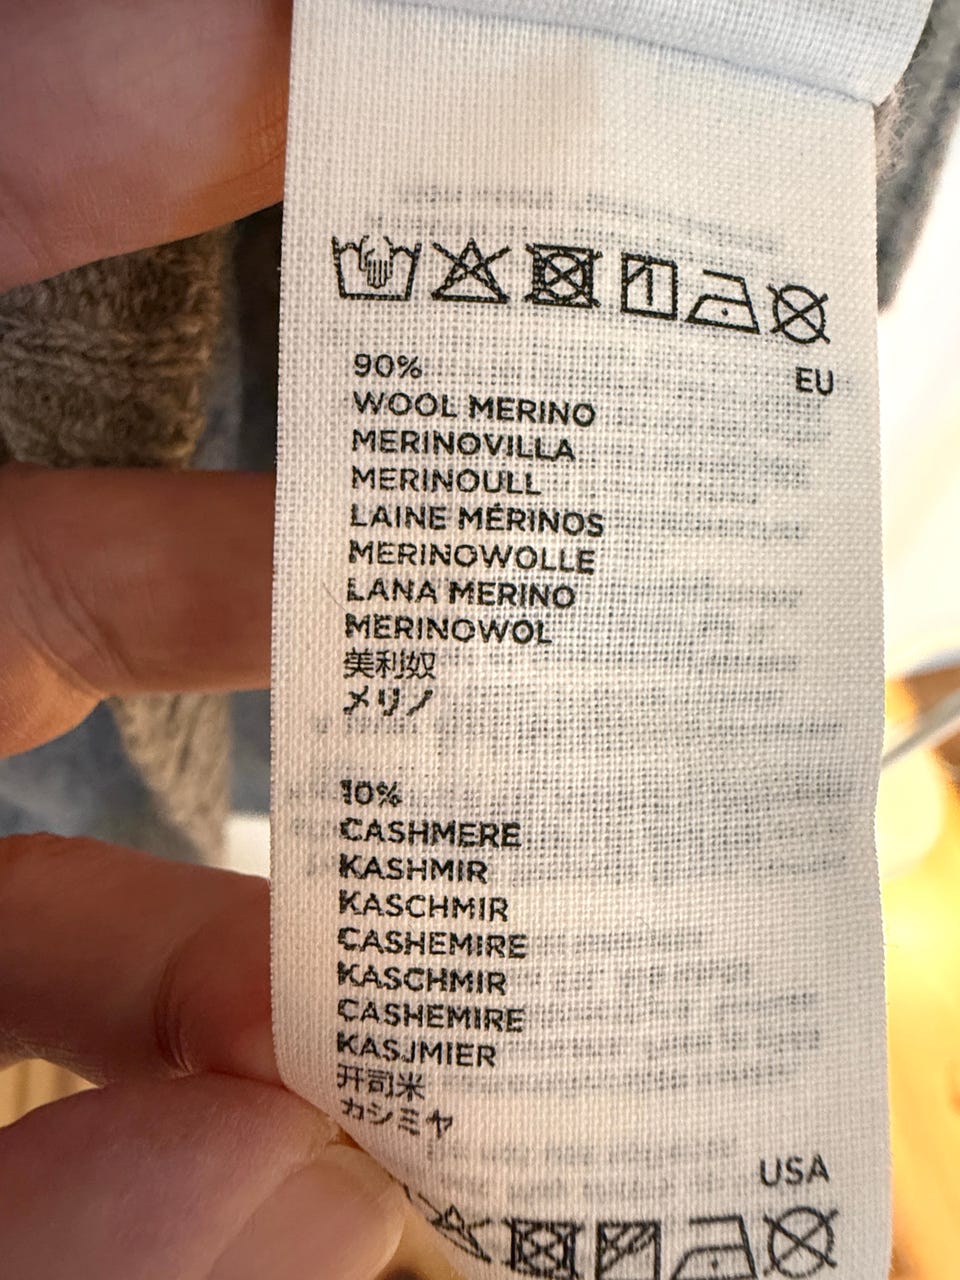 90%
EU
WOOL MERINO
MERINOVILLA
MERINOULL
LAINE MÉRINOS
MERINOWOLLE
LANA MERINO
MERINOWOL
美利奴
メリノ
10%
CASHMERE
KASHMIR
KASCHMIR
CASHEMIRE
KASCHMIR
CASHEMIRE
KASJMIER
开司米
カシミヤ
USA